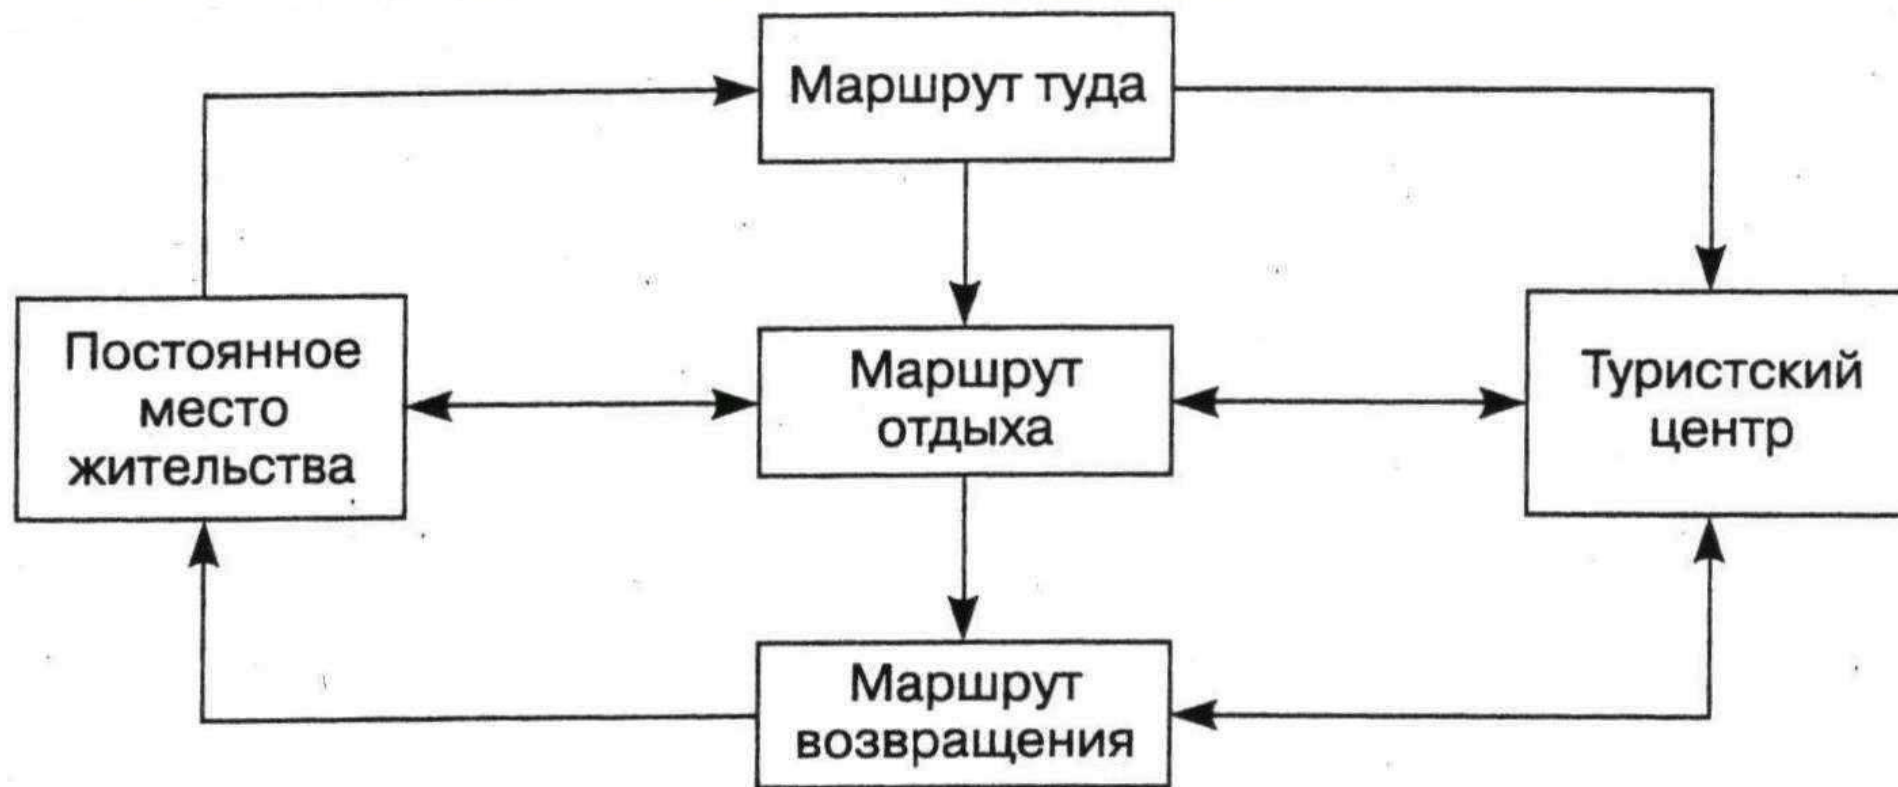 Маршрут туда
Постоянное
место
жительства
Маршрут
отдыха
Туристский
центр
Маршрут
возвращения